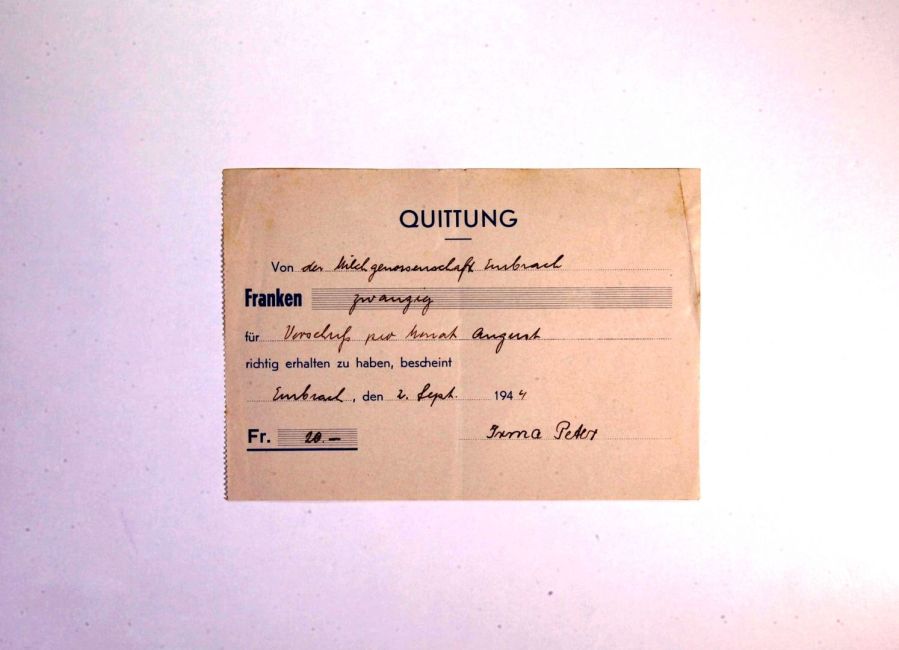 QUITTUNG
Von der Milchgenossenschaft Embrach
Franken zwanzig
für Vorschuß pro Monat August
richtig erhalten zu haben, bescheint
Embrach, den 2. Sept. 1944
Fr. 20.— Irma Peter